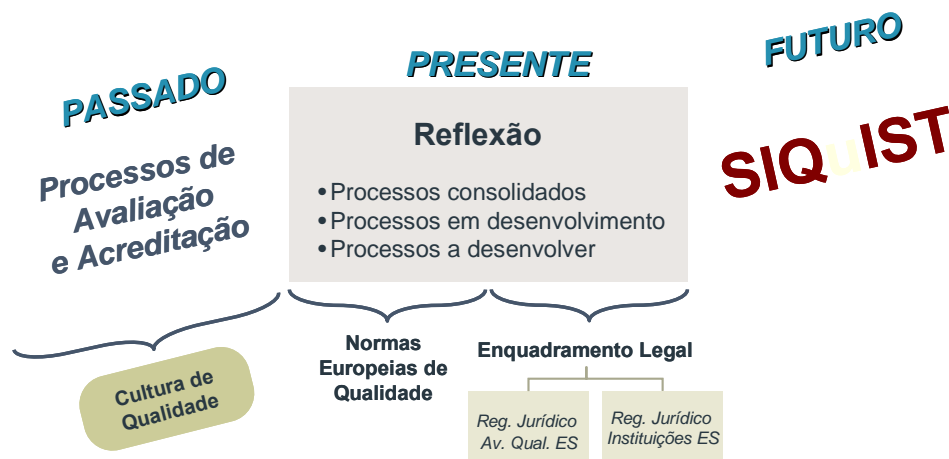 PASSADO
Processos de
Avaliação
e Acreditação
Cultura de
Qualidade
PRESENTE
Reflexão
•Processos consolidados
•Processos em desenvolvimento
•Processos a desenvolver
Normas
Europeias de
Qualidade
Enquadramento Legal
Reg. Jurídico
Av. Qual. ES
Reg. Jurídico
Instituições ES
FUTURO
SIQuIST